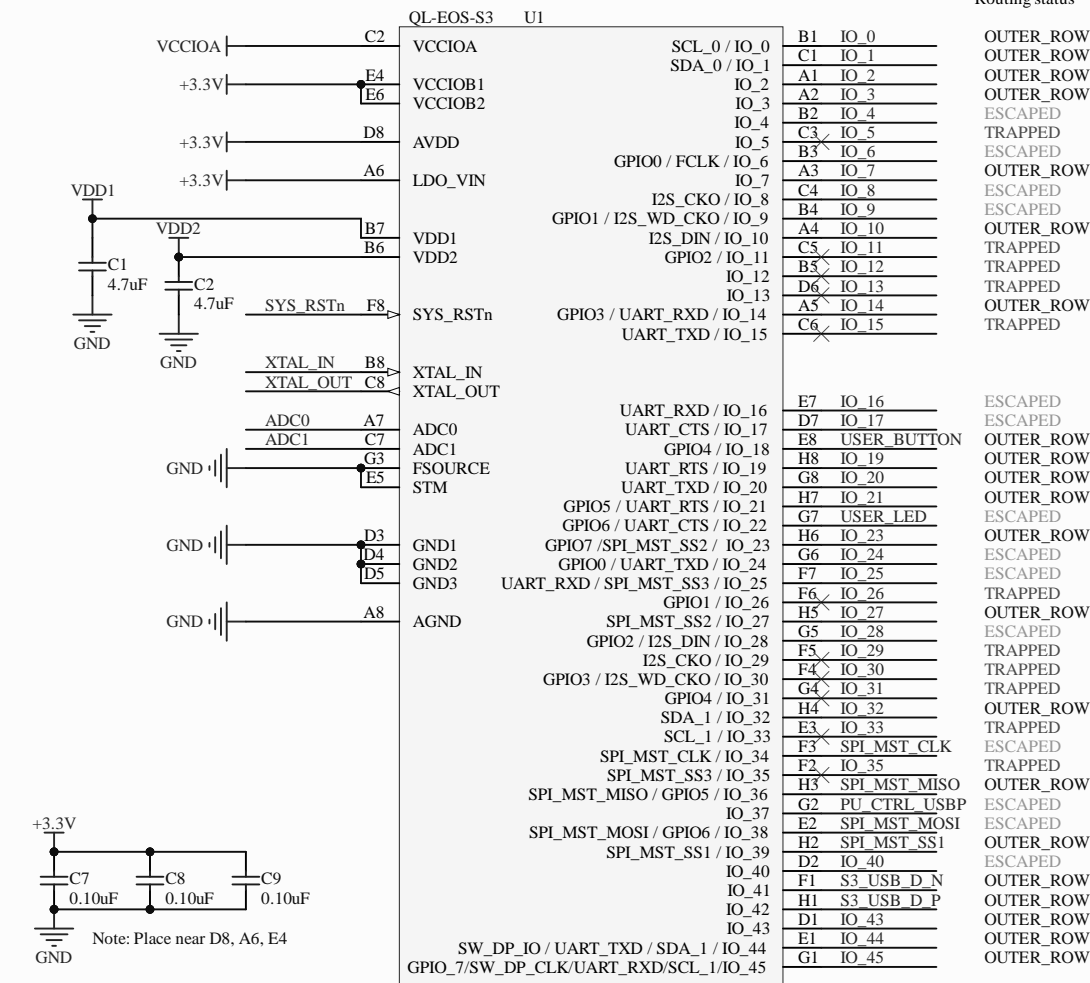 Routing status
QL-EOS-S3 U1
VCCIOA C2 VCCIOA
+3.3V E4 VCCIOB1
E6 VCCIOB2
+3.3V D8 AVDD
+3.3V A6 LDO_VIN
VDD1
B7 VDD1
VDD2
B6 VDD2
C1
4.7uF
C2
4.7uF
GND
GND
SYS_RSTn F8 SYS_RSTn
XTAL_IN B8 XTAL_IN
XTAL_OUT C8 XTAL_OUT
ADC0 A7 ADC0
ADC1 C7 ADC1
GND G3 FSOURCE
E5 STM
GND D3 GND1
D4 GND2
D5 GND3
GND A8 AGND
SCL_0 / IO_0 B1 IO_0 OUTER_ROW
SDA_0 / IO_1 C1 IO_1 OUTER_ROW
IO_2 A1 IO_2 OUTER_ROW
IO_3 A2 IO_3 OUTER_ROW
IO_4 B2 IO_4 ESCAPED
IO_5 C3 IO_5 TRAPPED
GPIO0 / FCLK / IO_6 B3 IO_6 ESCAPED
IO_7 A3 IO_7 OUTER_ROW
I2S_CKO / IO_8 C4 IO_8 ESCAPED
GPIO1 / I2S_WD_CKO / IO_9 B4 IO_9 ESCAPED
I2S_DIN / IO_10 A4 IO_10 OUTER_ROW
GPIO2 / IO_11 C5 IO_11 TRAPPED
IO_12 B5 IO_12 TRAPPED
IO_13 D6 IO_13 TRAPPED
GPIO3 / UART_RXD / IO_14 A5 IO_14 OUTER_ROW
UART_TXD / IO_15 C6 IO_15 TRAPPED
UART_RXD / IO_16 E7 IO_16 ESCAPED
UART_CTS / IO_17 D7 IO_17 ESCAPED
GPIO4 / IO_18 E8 USER_BUTTON OUTER_ROW
UART_RTS / IO_19 H8 IO_19 OUTER_ROW
UART_TXD / IO_20 G8 IO_20 OUTER_ROW
GPIO5 / UART_RTS / IO_21 H7 IO_21 OUTER_ROW
GPIO6 / UART_CTS / IO_22 G7 USER_LED ESCAPED
GPIO7 /SPI_MST_SS2 / IO_23 H6 IO_23 OUTER_ROW
GPIO0 / UART_TXD / IO_24 G6 IO_24 ESCAPED
UART_RXD / SPI_MST_SS3 / IO_25 F7 IO_25 ESCAPED
GPIO1 / IO_26 F6 IO_26 TRAPPED
SPI_MST_SS2 / IO_27 H5 IO_27 OUTER_ROW
GPIO2 / I2S_DIN / IO_28 G5 IO_28 ESCAPED
I2S_CKO / IO_29 F5 IO_29 TRAPPED
GPIO3 / I2S_WD_CKO / IO_30 F4 IO_30 TRAPPED
GPIO4 / IO_31 G4 IO_31 TRAPPED
SDA_1 / IO_32 H4 IO_32 OUTER_ROW
SCL_1 / IO_33 E3 IO_33 TRAPPED
SPI_MST_CLK / IO_34 F3 SPI_MST_CLK ESCAPED
SPI_MST_SS3 / IO_35 F2 IO_35 TRAPPED
SPI_MST_MISO / GPIO5 / IO_36 H3 SPI_MST_MISO OUTER_ROW
IO_37 G2 PU_CTRL_USBP ESCAPED
SPI_MST_MOSI / GPIO6 / IO_38 E2 SPI_MST_MOSI ESCAPED
SPI_MST_SS1 / IO_39 H2 SPI_MST_SS1 OUTER_ROW
IO_40 D2 IO_40 ESCAPED
IO_41 F1 S3_USB_D_N OUTER_ROW
IO_42 H1 S3_USB_D_P OUTER_ROW
IO_43 D1 IO_43 OUTER_ROW
SW_DP_IO / UART_TXD / SDA_1 / IO_44 E1 IO_44 OUTER_ROW
GPIO_7/SW_DP_CLK/UART_RXD/SCL_1/IO_45 G1 IO_45 OUTER_ROW
+3.3V
C7 C8 C9
0.10uF 0.10uF 0.10uF
Note: Place near D8, A6, E4
GND